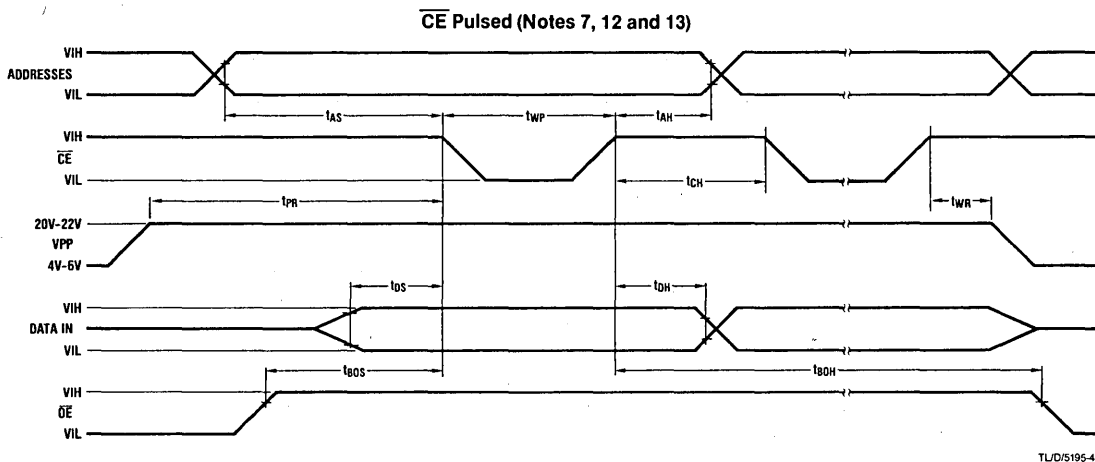 CE Pulsed (Notes 7, 12 and 13)
VIH
ADDRESSES
VIL
tAS
tWP
tAH
VIH
CE
VIL
tCH
tPR
tWR
20V-22V
VPP
4V-6V
tDS
tDH
VIH
DATA IN
VIL
tBOS
tBOH
VIH
OE
VIL
TL/D/5195-4